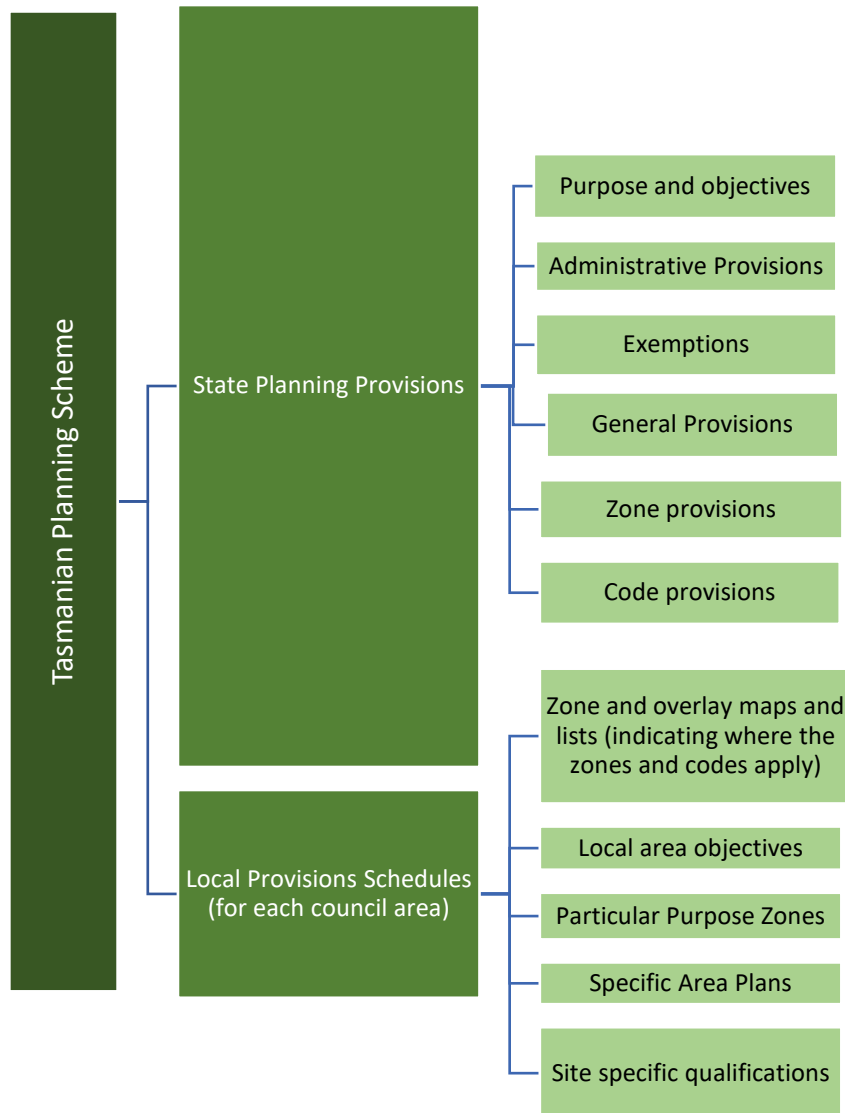 Tasmanian Planning Scheme
State Planning Provisions
Purpose and objectives
Administrative Provisions
Exemptions
General Provisions
Zone provisions
Code provisions
Local Provisions Schedules
(for each council area)
Zone and overlay maps and
lists (indicating where the
zones and codes apply)
Local area objectives
Particular Purpose Zones
Specific Area Plans
Site specific qualifications